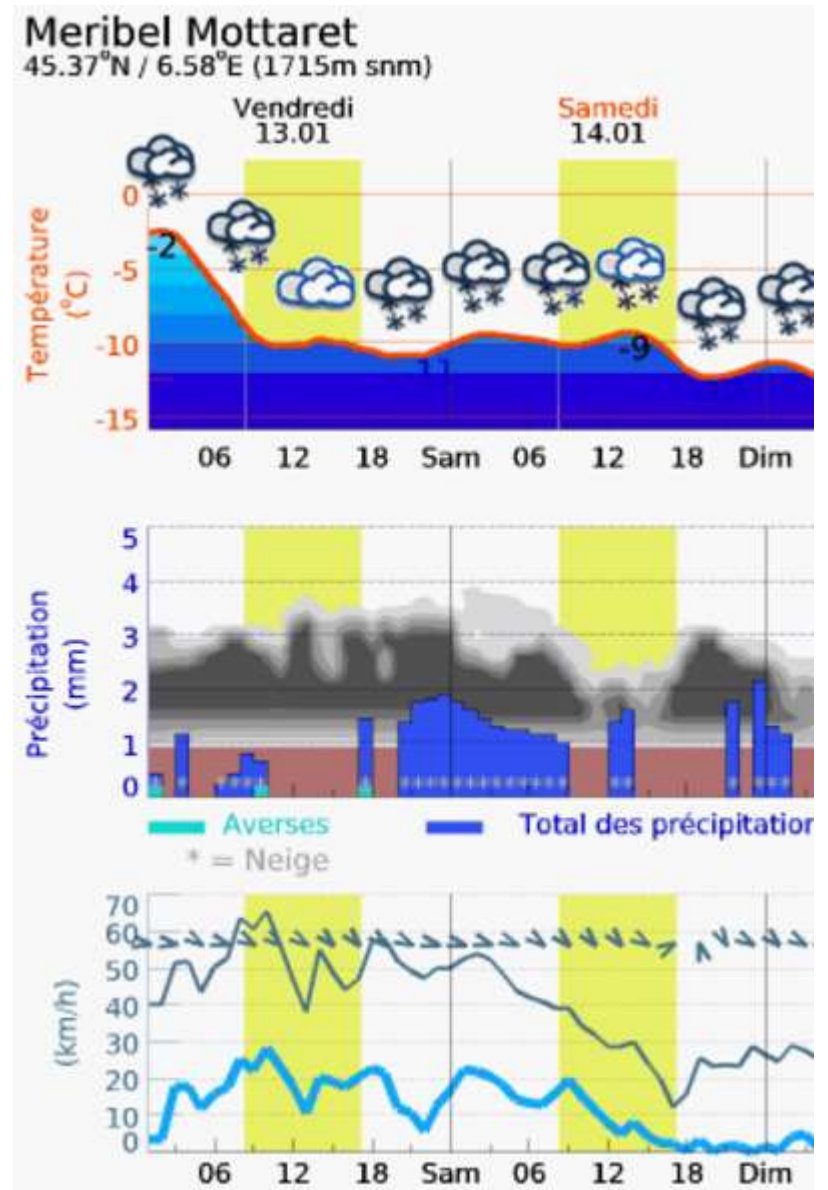 Meribel Mottaret
45.37°N / 6.58°E (1715m snm)
Vendredi
13.01
Samedi
14.01
Température
(°C)
0
-5
-10
-15
-2
-11
-9
06 12 18 Sam 06 12 18 Dim
Précipitation
(mm)
5
4
3
2
1
0
Averses
Total des précipitation
* = Neige
(km/h)
70
60
50
40
30
20
10
0
06 12 18 Sam 06 12 18 Dim